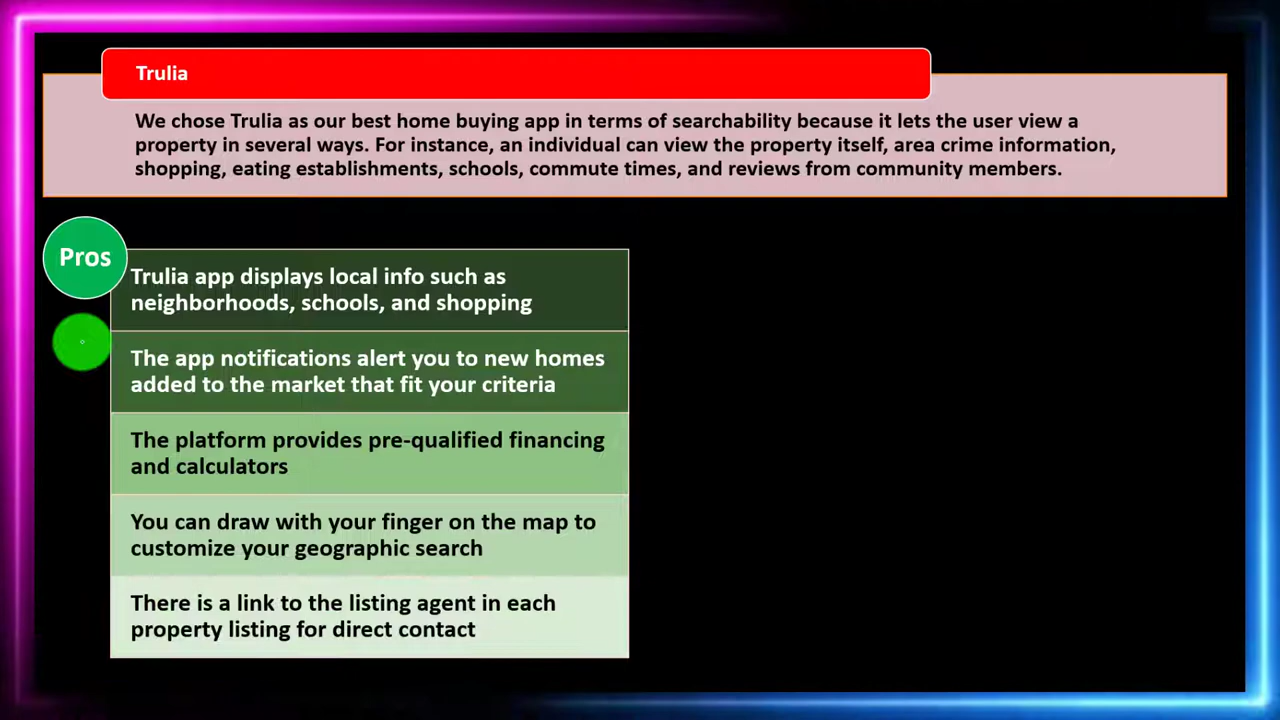 Trulia
We chose Trulia as our best home buying app in terms of searchability because it lets the user view a
property in several ways. For instance, an individual can view the property itself, area crime information,
shopping, eating establishments, schools, commute times, and reviews from community members.
Pros
Trulia app displays local info such as
neighborhoods, schools, and shopping
The app notifications alert you to new homes
added to the market that fit your criteria
The platform provides pre-qualified financing
and calculators
You can draw with your finger on the map to
customize your geographic search
There is a link to the listing agent in each
property listing for direct contact